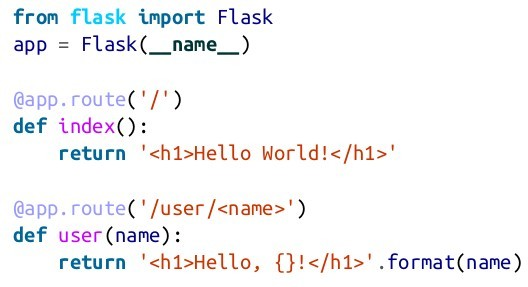 from flask import Flask
app = Flask(__name__)

@app.route('/')
def index():
    return '<h1>Hello World!</h1>'

@app.route('/user/<name>')
def user(name):
    return '<h1>Hello, {}!</h1>'.format(name)